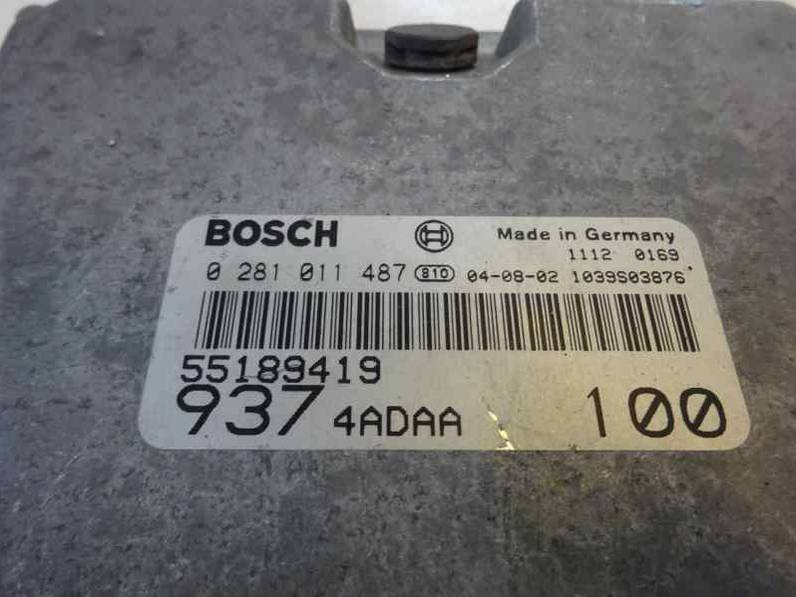 BOSCH Made in Germany
1112 0169
0 281 011 487 810 04-08-02 1039S03876
55189419
937 4ADAA 100